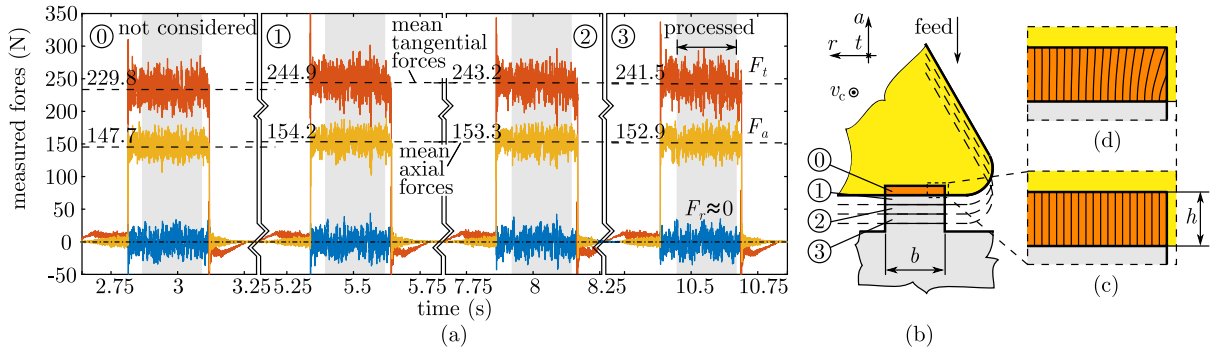 measured fores (N)
350
300
250
200
150
100
50
0
-50
⓪ not considered
229.8
147.7
①
244.9
154.2
mean
tangential
forces
mean
axial
forces
②
243.2
153.3
③ processed
241.5
152.9
F_t
F_a
F_r≈0
2.75 3 3.25
5.25 5.5 5.75
7.75 8 8.25
10.5 10.75
time (s)
(a)
a
r t
v_c
feed
⓪
①
②
③
b
(b)
(d)
h
(c)